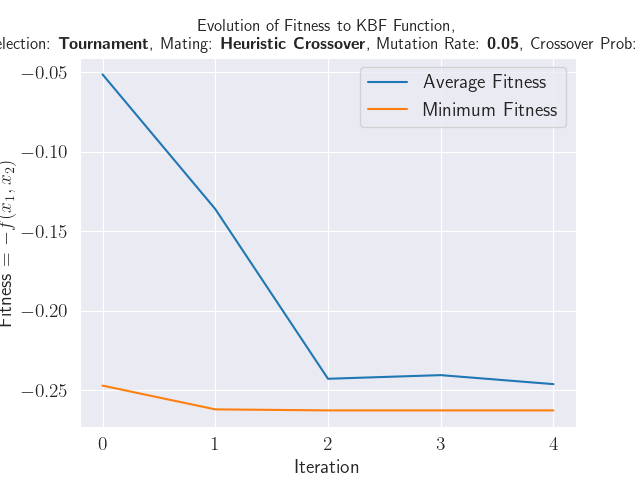 Evolution of Fitness to KBF Function,
election: Tournament, Mating: Heuristic Crossover, Mutation Rate: 0.05, Crossover Prob:
Average Fitness
Minimum Fitness
−0.05
−0.10
−0.15
−0.20
−0.25
Fitness = −f(x₁, x₂)
0 1 2 3 4
Iteration